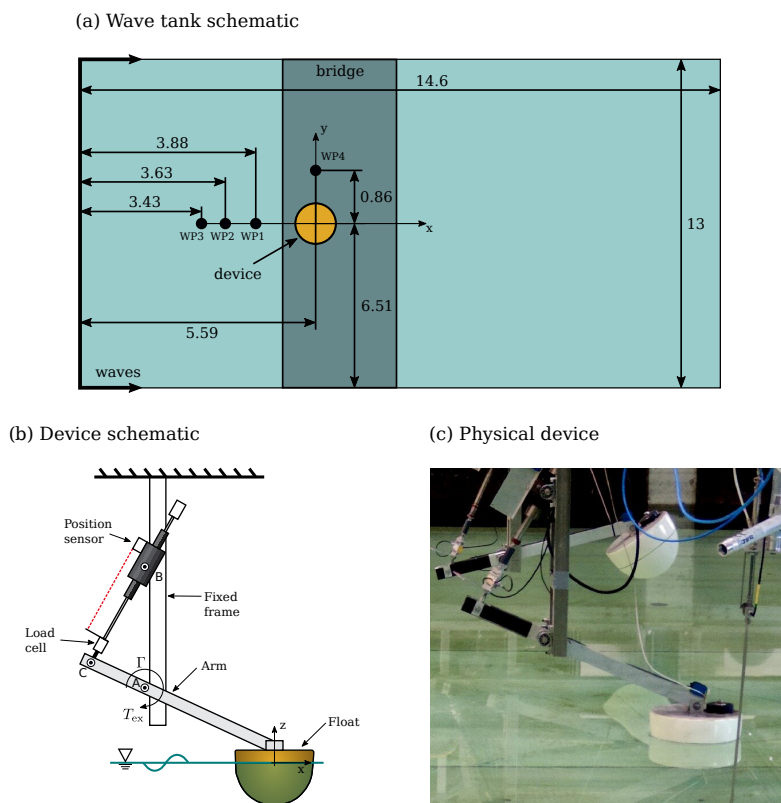 (a) Wave tank schematic
bridge
14.6
3.88
y
WP4
3.63
0.86
3.43
WP3
WP2
WP1
x
13
device
6.51
5.59
waves
(b) Device schematic
(c) Physical device
Position
sensor
B
Fixed
frame
Load
cell
C
Γ
Arm
A
T_ex
z
Float
x